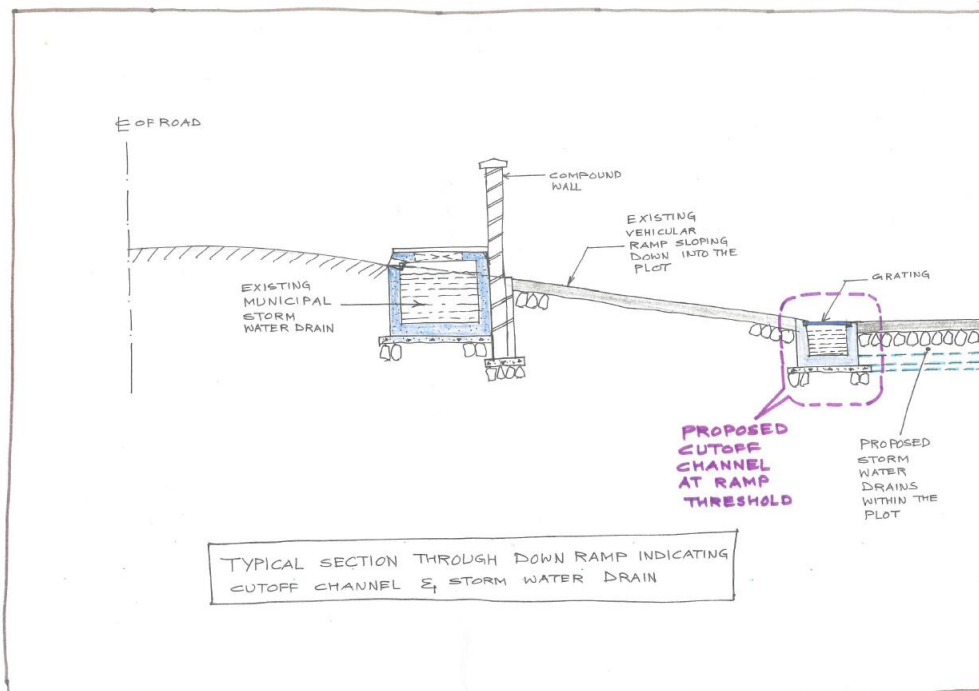 ℄ OF ROAD
COMPOUND
WALL
EXISTING
VEHICULAR
RAMP SLOPING
DOWN INTO THE
PLOT
GRATING
EXISTING
MUNICIPAL
STORM
WATER DRAIN
PROPOSED
CUTOFF
CHANNEL
AT RAMP
THRESHOLD
PROPOSED
STORM
WATER
DRAINS
WITHIN THE
PLOT
TYPICAL SECTION THROUGH DOWN RAMP INDICATING
CUTOFF CHANNEL & STORM WATER DRAIN